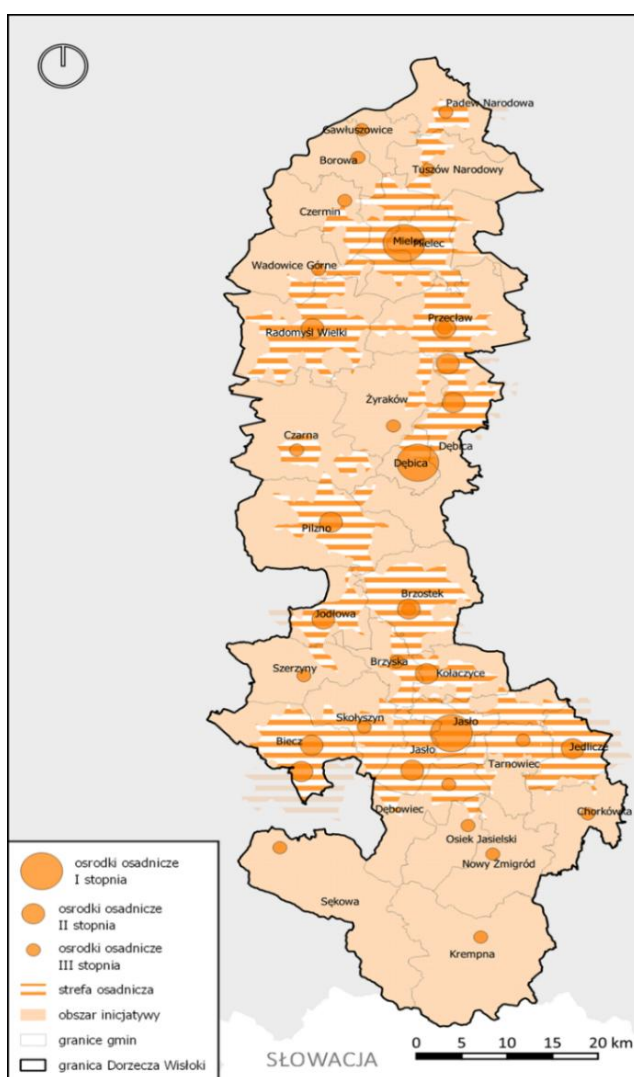 Padew Narodowa
Gawłuszowice
Borowa
Tuszów Narodowy
Czermin
Mielec
Mielec
Wadowice Górne
Przecław
Radomyśl Wielki
Żyraków
Czarna
Dębica
Dębica
Pilzno
Brzostek
Jodłowa
Brzyska
Szerzyny
Kołaczyce
Skołyszyn
Jasło
Biecz
Jasło
Jedlicze
Tarnowiec
Dębowiec
Chorkówka
Osiek Jasielski
Nowy Żmigród
Sękowa
Krempna
osrodki osadnicze
I stopnia
osrodki osadnicze
II stopnia
osrodki osadnicze
III stopnia
strefa osadnicza
obszar inicjatywy
granice gmin
granica Dorzecza Wisłoki
SŁOWACJA
0 5 10 15 20 km